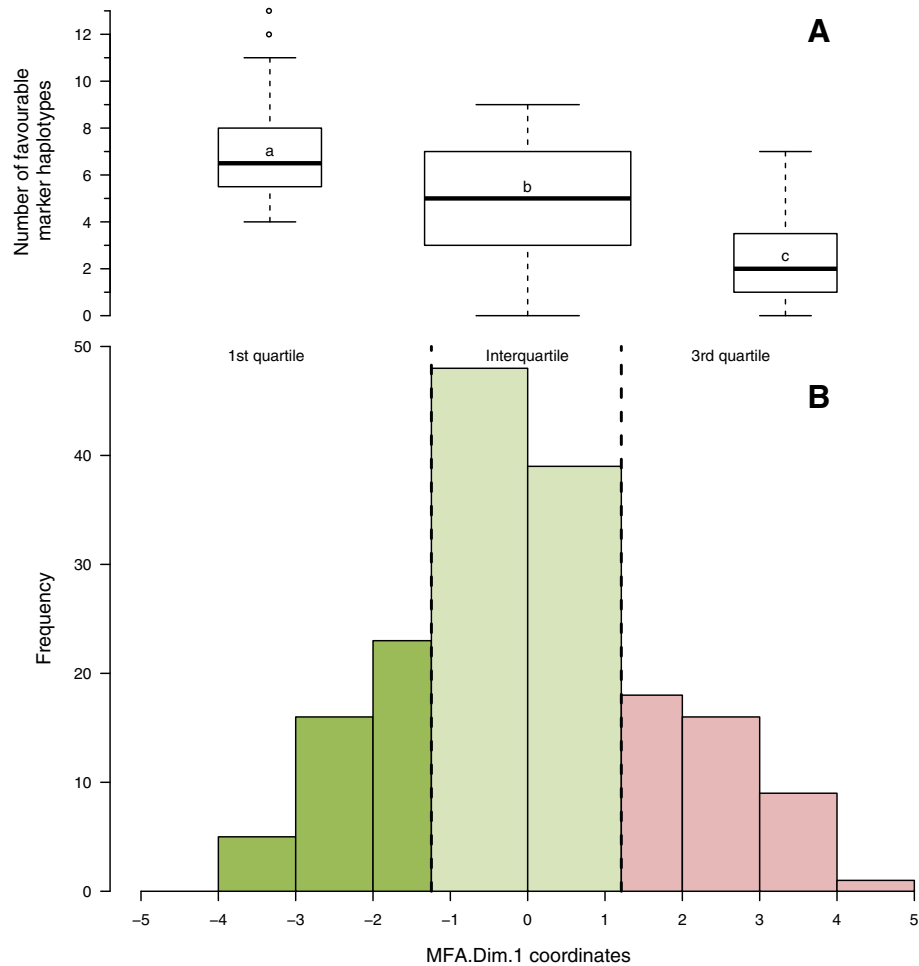 A
Number of favourable
marker haplotypes
12
10
8
6
4
2
0
a
b
c
1st quartile
Interquartile
3rd quartile
B
Frequency
50
40
30
20
10
0
−5 −4 −3 −2 −1 0 1 2 3 4 5
MFA.Dim.1 coordinates